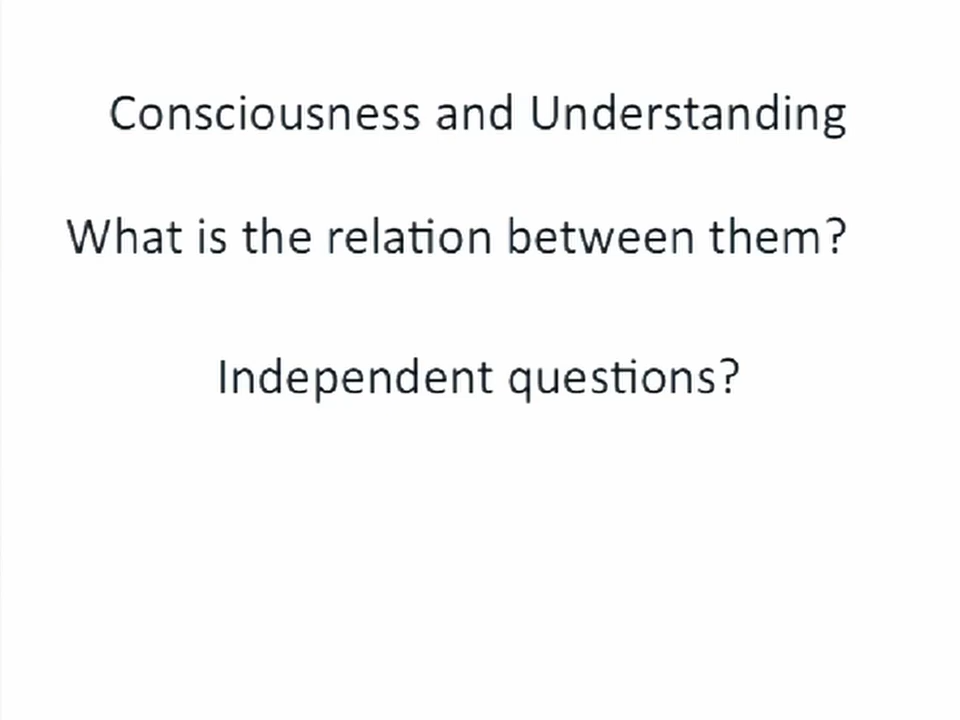 Consciousness and Understanding
What is the relation between them?
Independent questions?